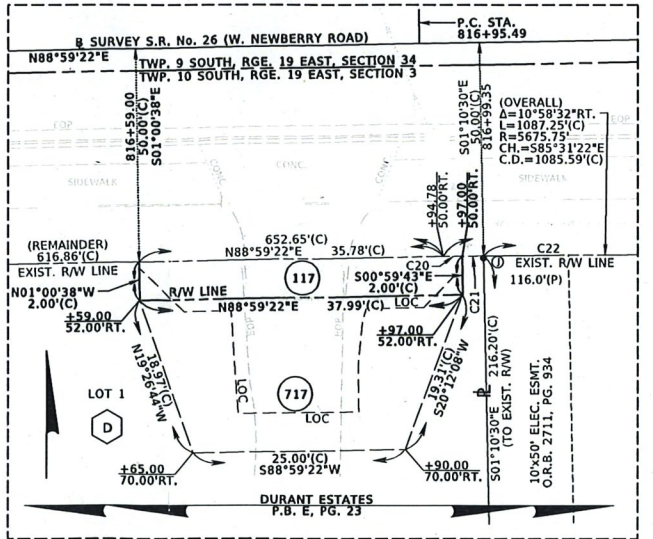 P.C. STA.
816+95.49
B SURVEY S.R. No. 26 (W. NEWBERRY ROAD)
N88°59'22"E
TWP. 9 SOUTH, RGE. 19 EAST, SECTION 34
TWP. 10 SOUTH, RGE. 19 EAST, SECTION 3
816+59.00
50.00'(C)
S01°00'38"E
S01°10'30"E
50.00'(C)
816+99.35
(OVERALL)
Δ=10°58'32"RT.
L=1087.25'(C)
R=5675.75'
CH.=S85°31'22"E
C.D.=1085.59'(C)
EOP
EOP
SIDEWALK
CONC.
CONC.
CONC
SIDEWALK
+94.78
50.00'RT.
+97.00
50.00'RT.
(REMAINDER)
616.86'(C)
EXIST. R/W LINE
652.65'(C)
N88°59'22"E
35.78'(C)
C20
C22
EXIST. R/W LINE
116.0'(P)
117
S00°59'43"E
2.00'(C)
N01°00'38"W
2.00'(C)
R/W LINE
N88°59'22"E
37.99'(C)
LOC
C21
+59.00
52.00'RT.
+97.00
52.00'RT.
18.97'(C)
N19°26'44"W
EOP
EOP
19.31'(C)
S20°12'08"W
LOT 1
D
LOC
717
LOC
S01°10'30"E
216.20'(C)
(TO EXIST. R/W)
10'x50' ELEC. ESMT.
O.R.B. 2711, PG. 934
25.00'(C)
S88°59'22"W
+65.00
70.00'RT.
+90.00
70.00'RT.
DURANT ESTATES
P.B. E, PG. 23